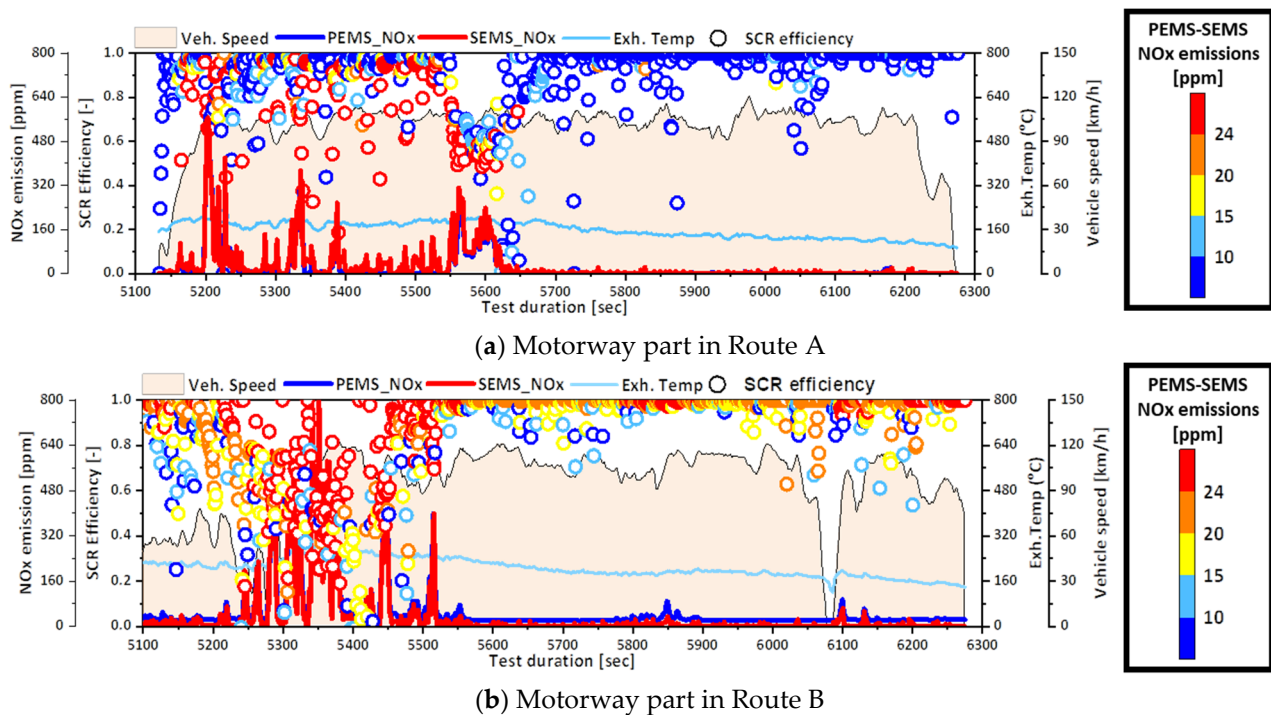 Veh. Speed PEMS_NOx SEMS_NOx Exh. Temp SCR efficiency
NOx emission [ppm]
800
640
480
320
160
0
SCR Efficiency [-]
1.0
0.8
0.6
0.4
0.2
0.0
800
640
480
320
160
0
Exh.Temp (°C)
150
120
90
60
30
0
Vehicle speed [km/h]
5100 5200 5300 5400 5500 5600 5700 5800 5900 6000 6100 6200 6300
Test duration [sec]
PEMS-SEMS
NOx emissions
[ppm]
24
20
15
10
(a) Motorway part in Route A
Veh. Speed PEMS_NOx SEMS_NOx Exh. Temp SCR efficiency
NOx emission [ppm]
800
640
480
320
160
0
SCR Efficiency [-]
1.0
0.8
0.6
0.4
0.2
0.0
800
640
480
320
160
0
Exh.Temp (°C)
150
120
90
60
30
0
Vehicle speed [km/h]
5100 5200 5300 5400 5500 5600 5700 5800 5900 6000 6100 6200 6300
Test duration [sec]
PEMS-SEMS
NOx emissions
[ppm]
24
20
15
10
(b) Motorway part in Route B